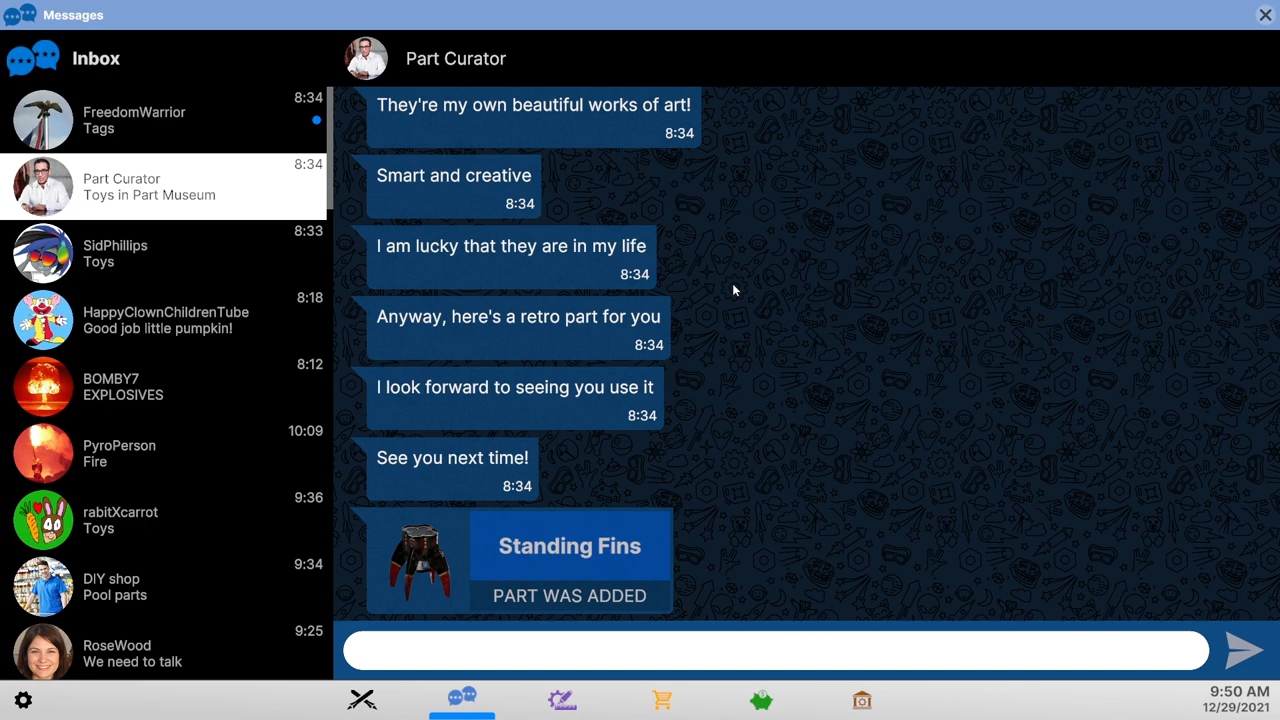 Messages
Inbox
FreedomWarrior
8:34
Tags
Part Curator
8:34
Toys in Part Museum
SidPhillips
8:33
Toys
HappyClownChildrenTube
8:18
Good job little pumpkin!
BOMBY7
8:12
EXPLOSIVES
PyroPerson
10:09
Fire
rabitXcarrot
9:36
Toys
DIY shop
9:34
Pool parts
RoseWood
9:25
We need to talk
Part Curator
They're my own beautiful works of art!
8:34
Smart and creative
8:34
I am lucky that they are in my life
8:34
Anyway, here's a retro part for you
8:34
I look forward to seeing you use it
8:34
See you next time!
8:34
Standing Fins
PART WAS ADDED
9:50 AM
12/29/2021